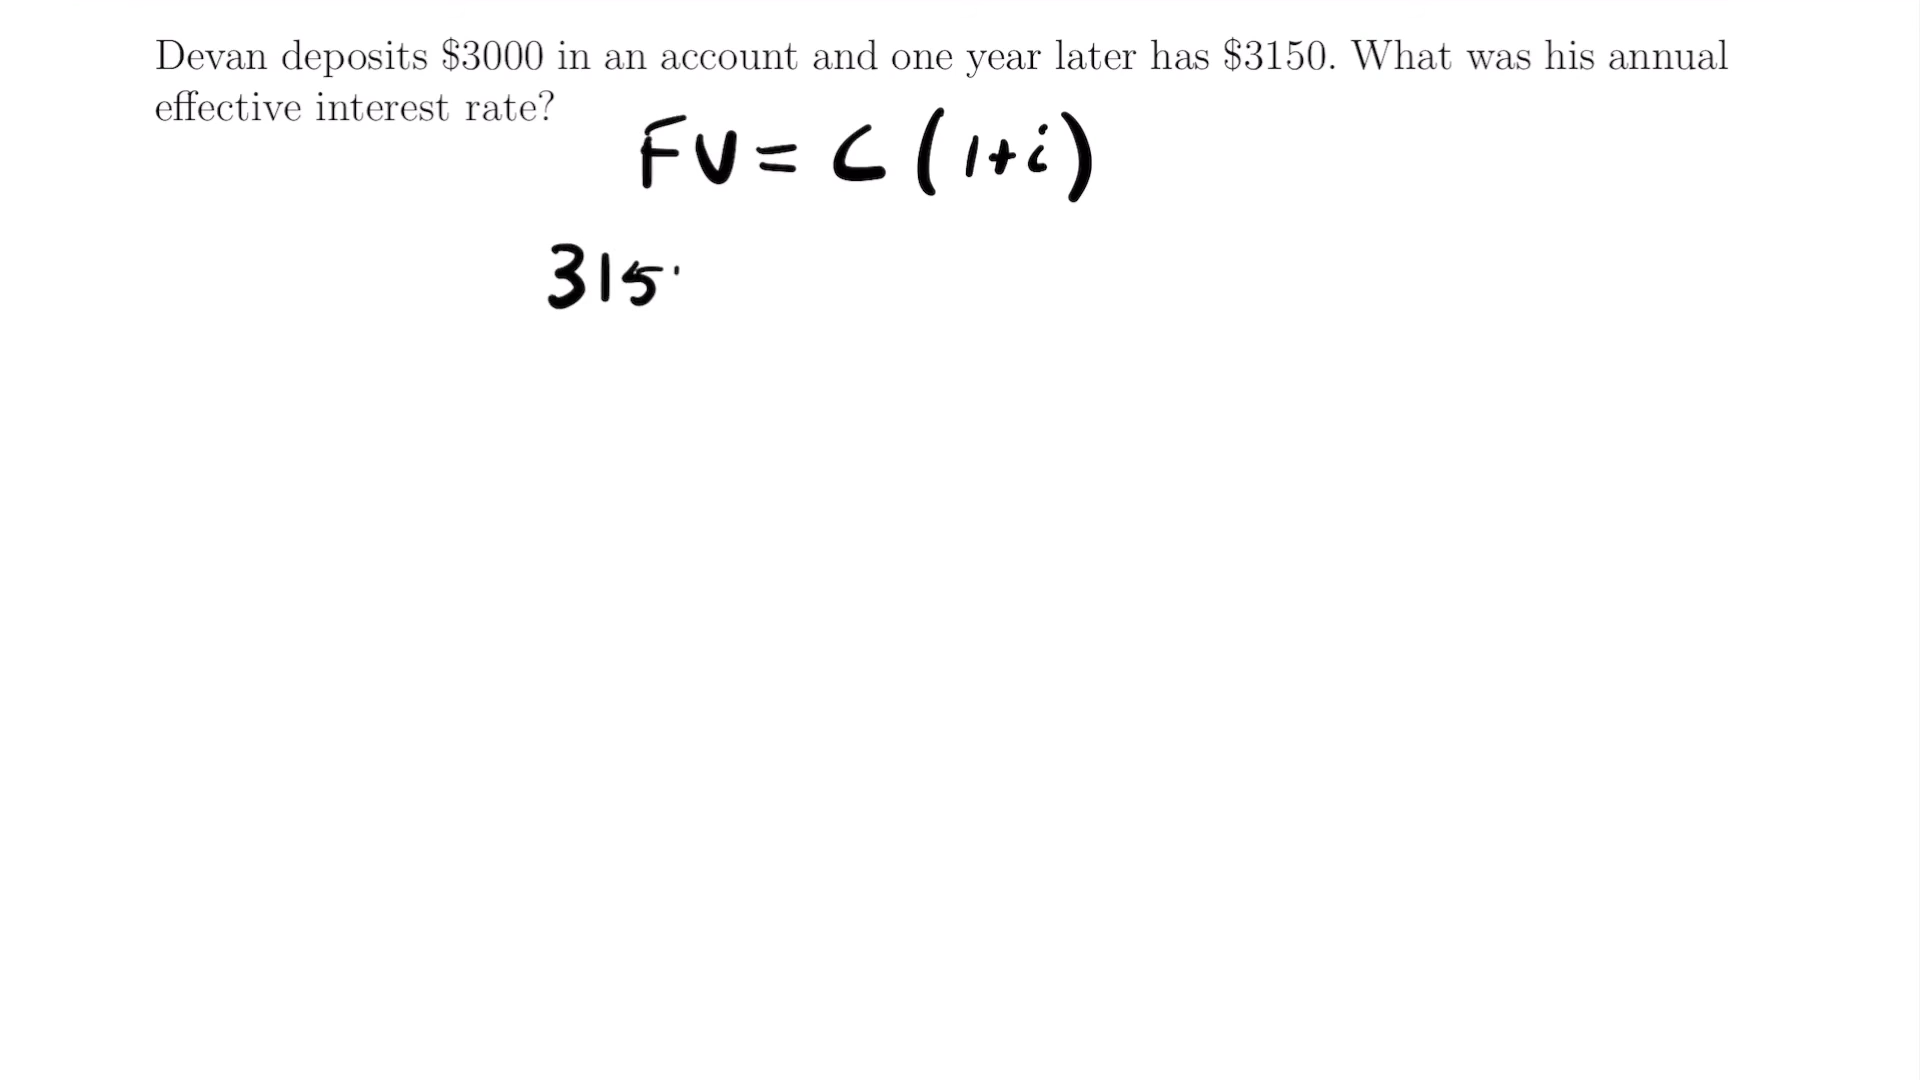 Devan deposits $3000 in an account and one year later has $3150. What was his annual
effective interest rate?
FV = C (1+i)
315